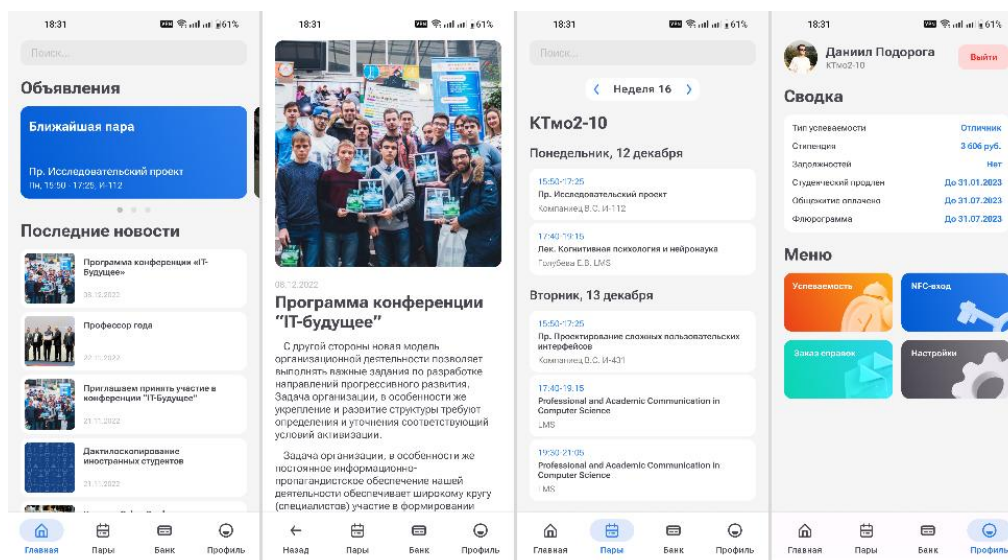 18:31
VPN
61%
Поиск...
Объявления
Ближайшая пара
Пр. Исследовательский проект
Пн, 15:50 - 17:25, И-112
Последние новости
Программа конференции «IT-
Будущее»
08.12.2022
Профессор года
22.11.2022
Приглашаем принять участие в
конференции "IT-Будущее"
21.11.2022
Дактилоскопирование
иностранных студентов
21.11.2022
Главная
Пары
Банк
Профиль
18:31
VPN
61%
08.12.2022
Программа конференции
"IT-будущее"
С другой стороны новая модель
организационной деятельности позволяет
выполнять важные задания по разработке
направлений прогрессивного развития.
Задача организации, в особенности же
укрепление и развитие структуры требуют
определения и уточнения соответствующий
условий активизации.
Задача организации, в особенности же
постоянное информационно-
пропагандистское обеспечение нашей
деятельности обеспечивает широкому кругу
(специалистов) участие в формировании
Назад
Пары
Банк
Профиль
18:31
VPN
61%
Поиск...
Неделя 16
КТмо2-10
Понедельник, 12 декабря
15:50-17:25
Пр. Исследовательский проект
Компаниец В.С. И-112
17:40-19:15
Лек. Когнитивная психология и нейронаука
Голубева Е.В. LMS
Вторник, 13 декабря
15:50-17:25
Пр. Проектирование сложных пользовательских
интерфейсов
Компаниец В.С. И-431
17:40-19.15
Professional and Academic Communication in
Computer Science
LMS
19:30-21:05
Professional and Academic Communication in
Computer Science
LMS
Главная
Пары
Банк
Профиль
18:31
VPN
61%
Даниил Подорога
КТмо2-10
Выйти
Сводка
Тип успеваемости Отличник
Стипендия 3 606 руб.
Задолжностей Нет
Студенческий продлен До 31.01.2023
Общежитие оплачено До 31.07.2023
Флюрограмма До 31.07.2023
Меню
Успеваемость
NFC-вход
Заказ справок
Настройки
Главная
Пары
Банк
Профиль